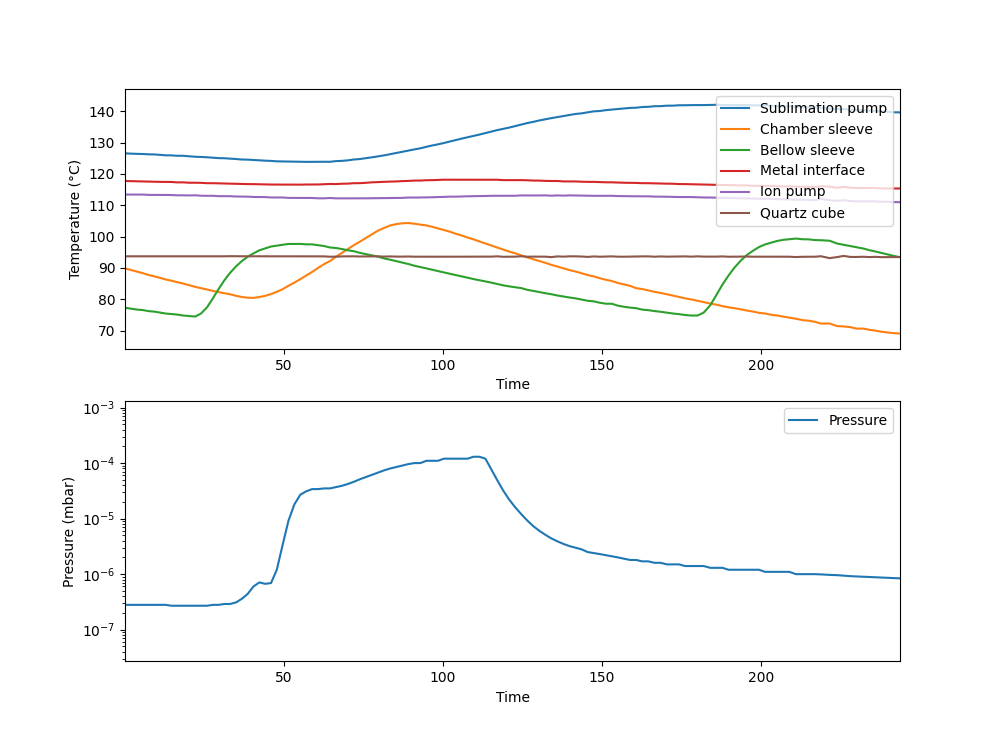 140
130
120
110
100
90
80
70
Temperature (°C)
Sublimation pump
Chamber sleeve
Bellow sleeve
Metal interface
Ion pump
Quartz cube
50
100
150
200
Time
10⁻³
10⁻⁴
10⁻⁵
10⁻⁶
10⁻⁷
Pressure (mbar)
Pressure
50
100
150
200
Time